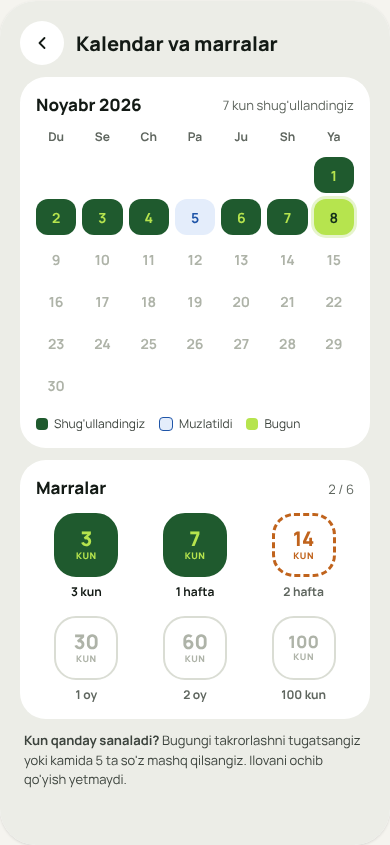 Kalendar va marralar
Noyabr 2026 7 kun shug'ullandingiz
Du Se Ch Pa Ju Sh Ya
1
2 3 4 5 6 7 8
9 10 11 12 13 14 15
16 17 18 19 20 21 22
23 24 25 26 27 28 29
30
Shug'ullandingiz Muzlatildi Bugun
Marralar 2 / 6
3 7 14
KUN KUN KUN
3 kun 1 hafta 2 hafta
30 60 100
KUN KUN KUN
1 oy 2 oy 100 kun
Kun qanday sanaladi? Bugungi takrorlashni tugatsangiz
yoki kamida 5 ta so'z mashq qilsangiz. Ilovani ochib
qo'yish yetmaydi.